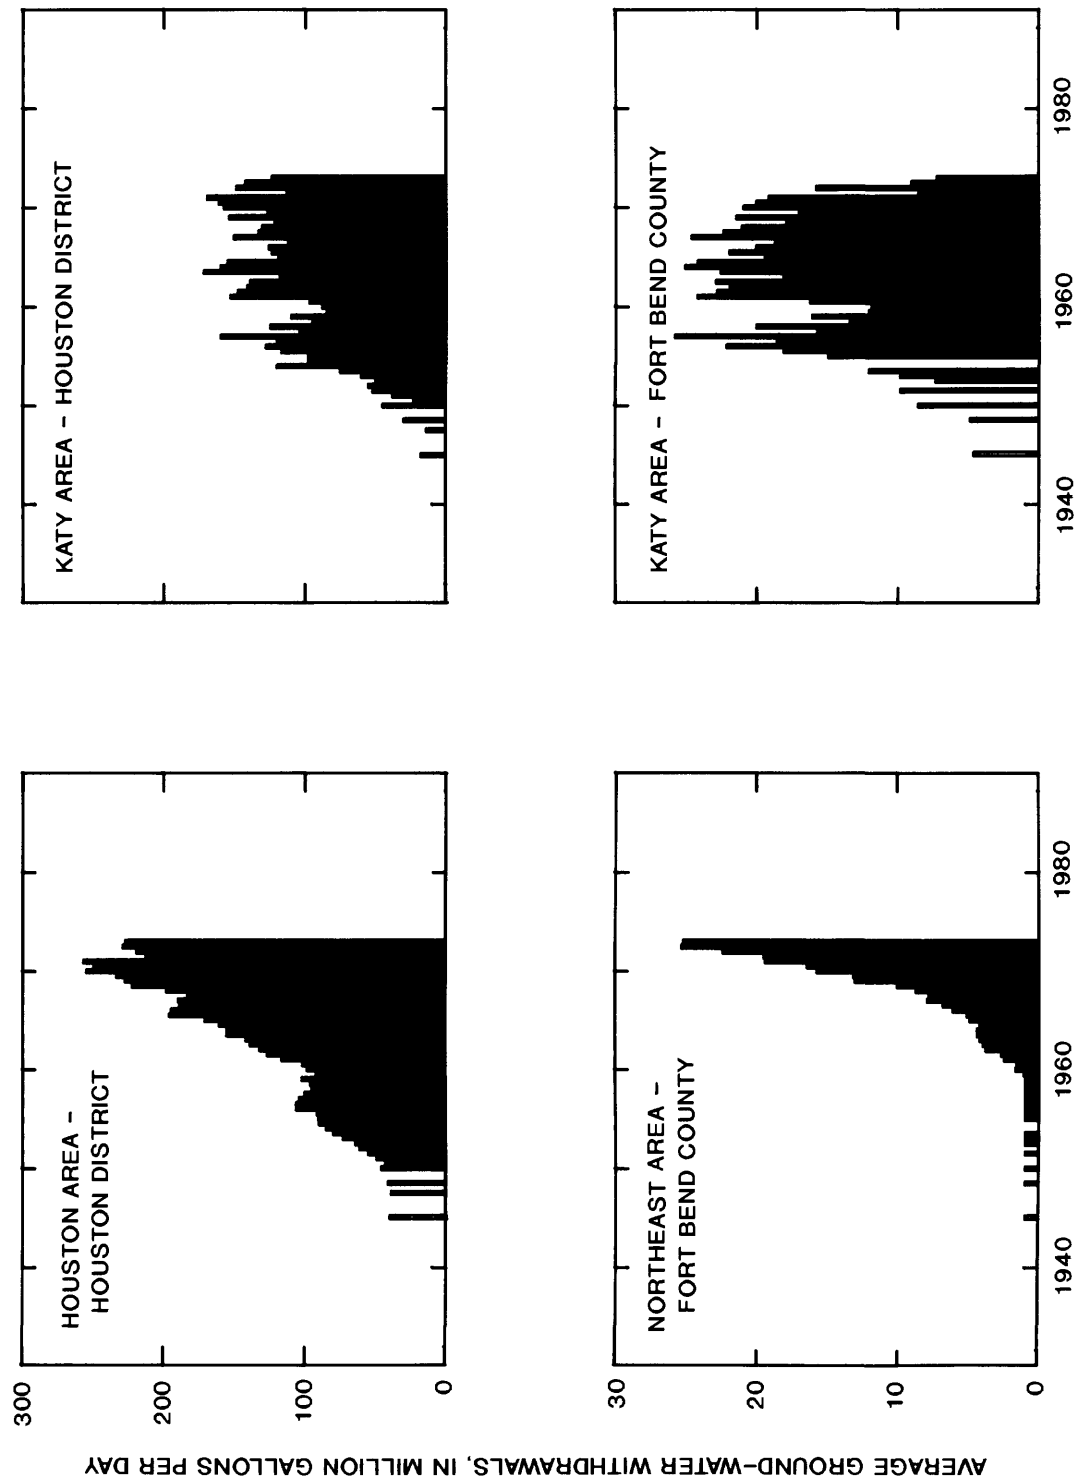 AVERAGE GROUND-WATER WITHDRAWALS, IN MILLION GALLONS PER DAY
300
200
100
0
HOUSTON AREA -
HOUSTON DISTRICT
KATY AREA - HOUSTON DISTRICT
30
20
10
0
NORTHEAST AREA -
FORT BEND COUNTY
1940
1960
1980
KATY AREA - FORT BEND COUNTY
1940
1960
1980